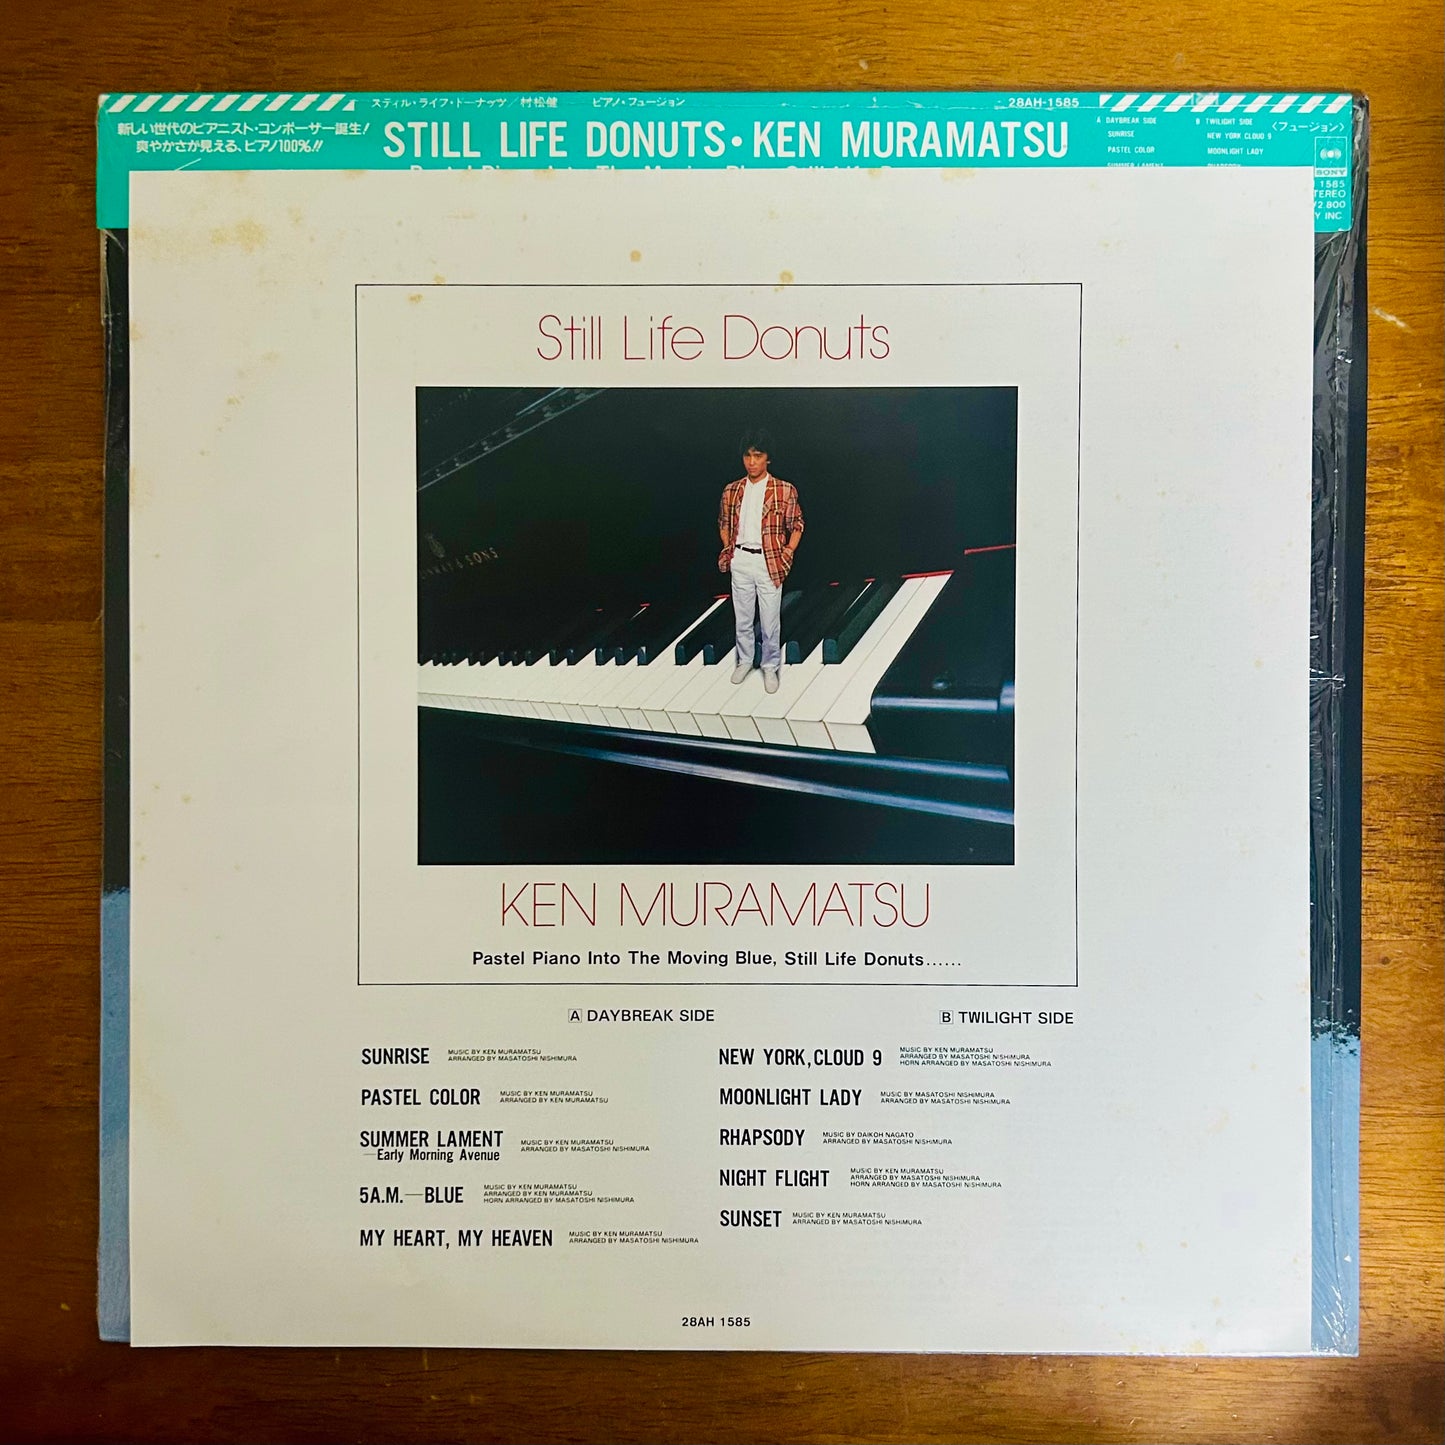 スティル・ライフ・ドーナッツ／村松健 ピアノ・フュージョン 28AH-1585
新しい世代のピアニスト・コンポーザー誕生!
爽やかさが見える、ピアノ100%!!
STILL LIFE DONUTS・KEN MURAMATSU
A DAYBREAK SIDE
SUNRISE
PASTEL COLOR
SUMMER LAMENT
B TWILIGHT SIDE
NEW YORK CLOUD 9
MOONLIGHT LADY
RHAPSODY
〈フュージョン〉
SONY
1585
TEREO
¥2.800
Y INC
Still Life Donuts
& SONS
KEN MURAMATSU
Pastel Piano Into The Moving Blue, Still Life Donuts......
A DAYBREAK SIDE
SUNRISE
MUSIC BY KEN MURAMATSU
ARRANGED BY MASATOSHI NISHIMURA
PASTEL COLOR
MUSIC BY KEN MURAMATSU
ARRANGED BY KEN MURAMATSU
SUMMER LAMENT
—Early Morning Avenue
MUSIC BY KEN MURAMATSU
ARRANGED BY MASATOSHI NISHIMURA
5A.M.—BLUE
MUSIC BY KEN MURAMATSU
ARRANGED BY KEN MURAMATSU
HORN ARRANGED BY MASATOSHI NISHIMURA
MY HEART, MY HEAVEN
MUSIC BY KEN MURAMATSU
ARRANGED BY MASATOSHI NISHIMURA
B TWILIGHT SIDE
NEW YORK,CLOUD 9
MUSIC BY KEN MURAMATSU
ARRANGED BY MASATOSHI NISHIMURA
HORN ARRANGED BY MASATOSHI NISHIMURA
MOONLIGHT LADY
MUSIC BY MASATOSHI NISHIMURA
ARRANGED BY MASATOSHI NISHIMURA
RHAPSODY
MUSIC BY DAIKOH NAGATO
ARRANGED BY MASATOSHI NISHIMURA
NIGHT FLIGHT
MUSIC BY KEN MURAMATSU
ARRANGED BY MASATOSHI NISHIMURA
HORN ARRANGED BY MASATOSHI NISHIMURA
SUNSET
MUSIC BY KEN MURAMATSU
ARRANGED BY MASATOSHI NISHIMURA
28AH 1585